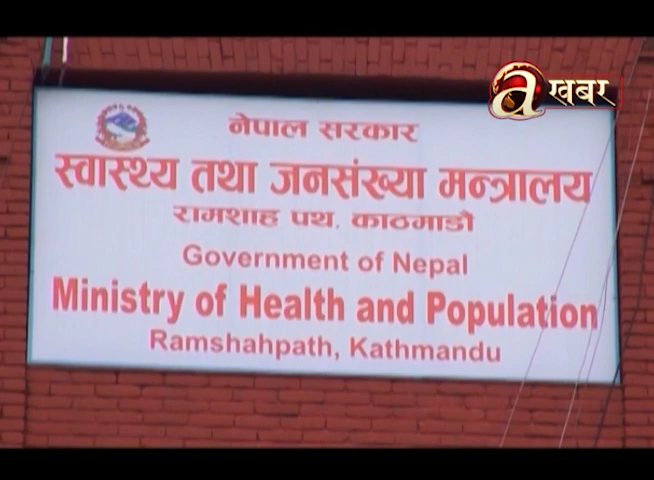 a खबर
नेपाल सरकार
स्वास्थ्य तथा जनसंख्या मन्त्रालय
रामशाह पथ, काठमाडौं
Government of Nepal
Ministry of Health and Population
Ramshahpath, Kathmandu